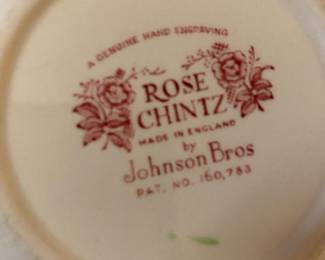 A GENUINE HAND ENGRAVING
ROSE
CHINTZ
MADE IN ENGLAND
by
Johnson Bros
PAT. NO. 160,783